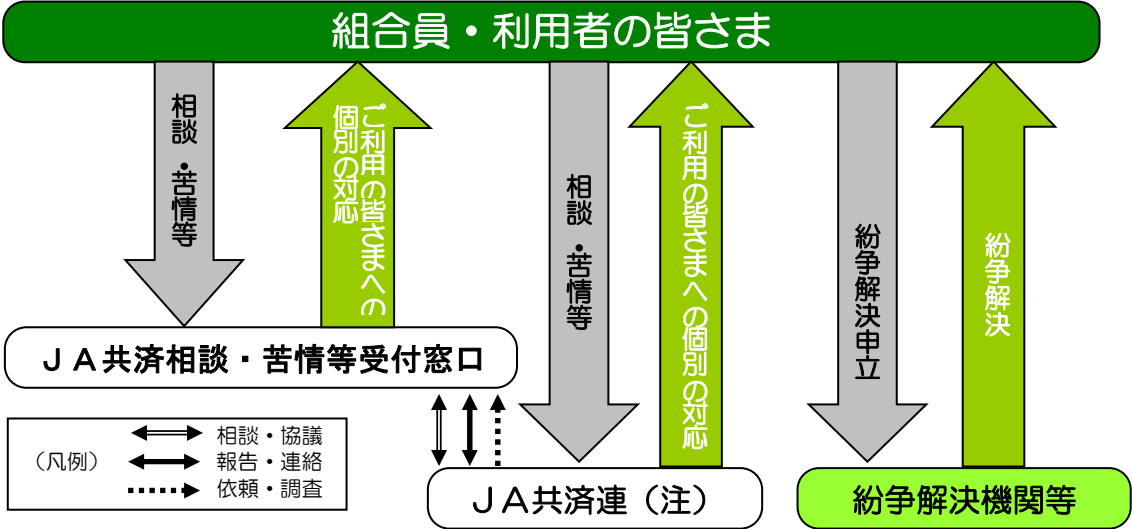 組合員・利用者の皆さま
相談・苦情等
ご利用の皆さまへの
個別の対応
相談・苦情等
ご利用の皆さまへの個別の対応
紛争解決申立
紛争解決
ＪＡ共済相談・苦情等受付窓口
（凡例）
相談・協議
報告・連絡
依頼・調査
ＪＡ共済連（注）
紛争解決機関等